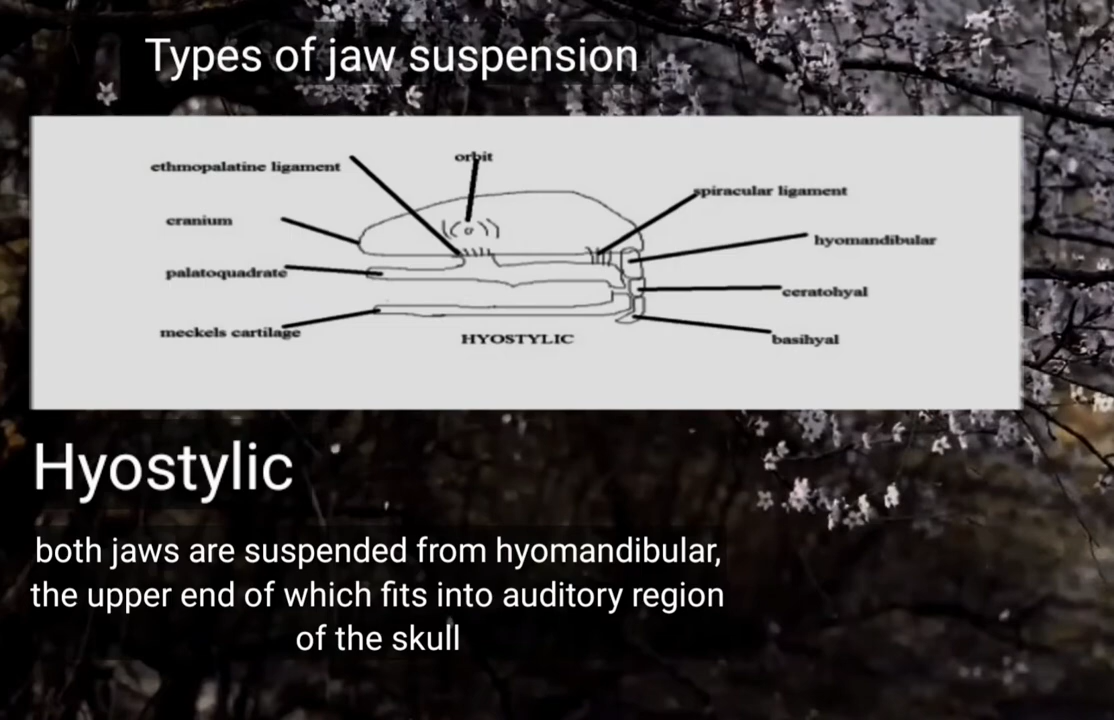 Types of jaw suspension
ethmopalatine ligament
orbit
spiracular ligament
cranium
hyomandibular
palatoquadrate
ceratohyal
meckels cartilage
HYOSTYLIC
basihyal
Hyostylic
both jaws are suspended from hyomandibular,
the upper end of which fits into auditory region
of the skull